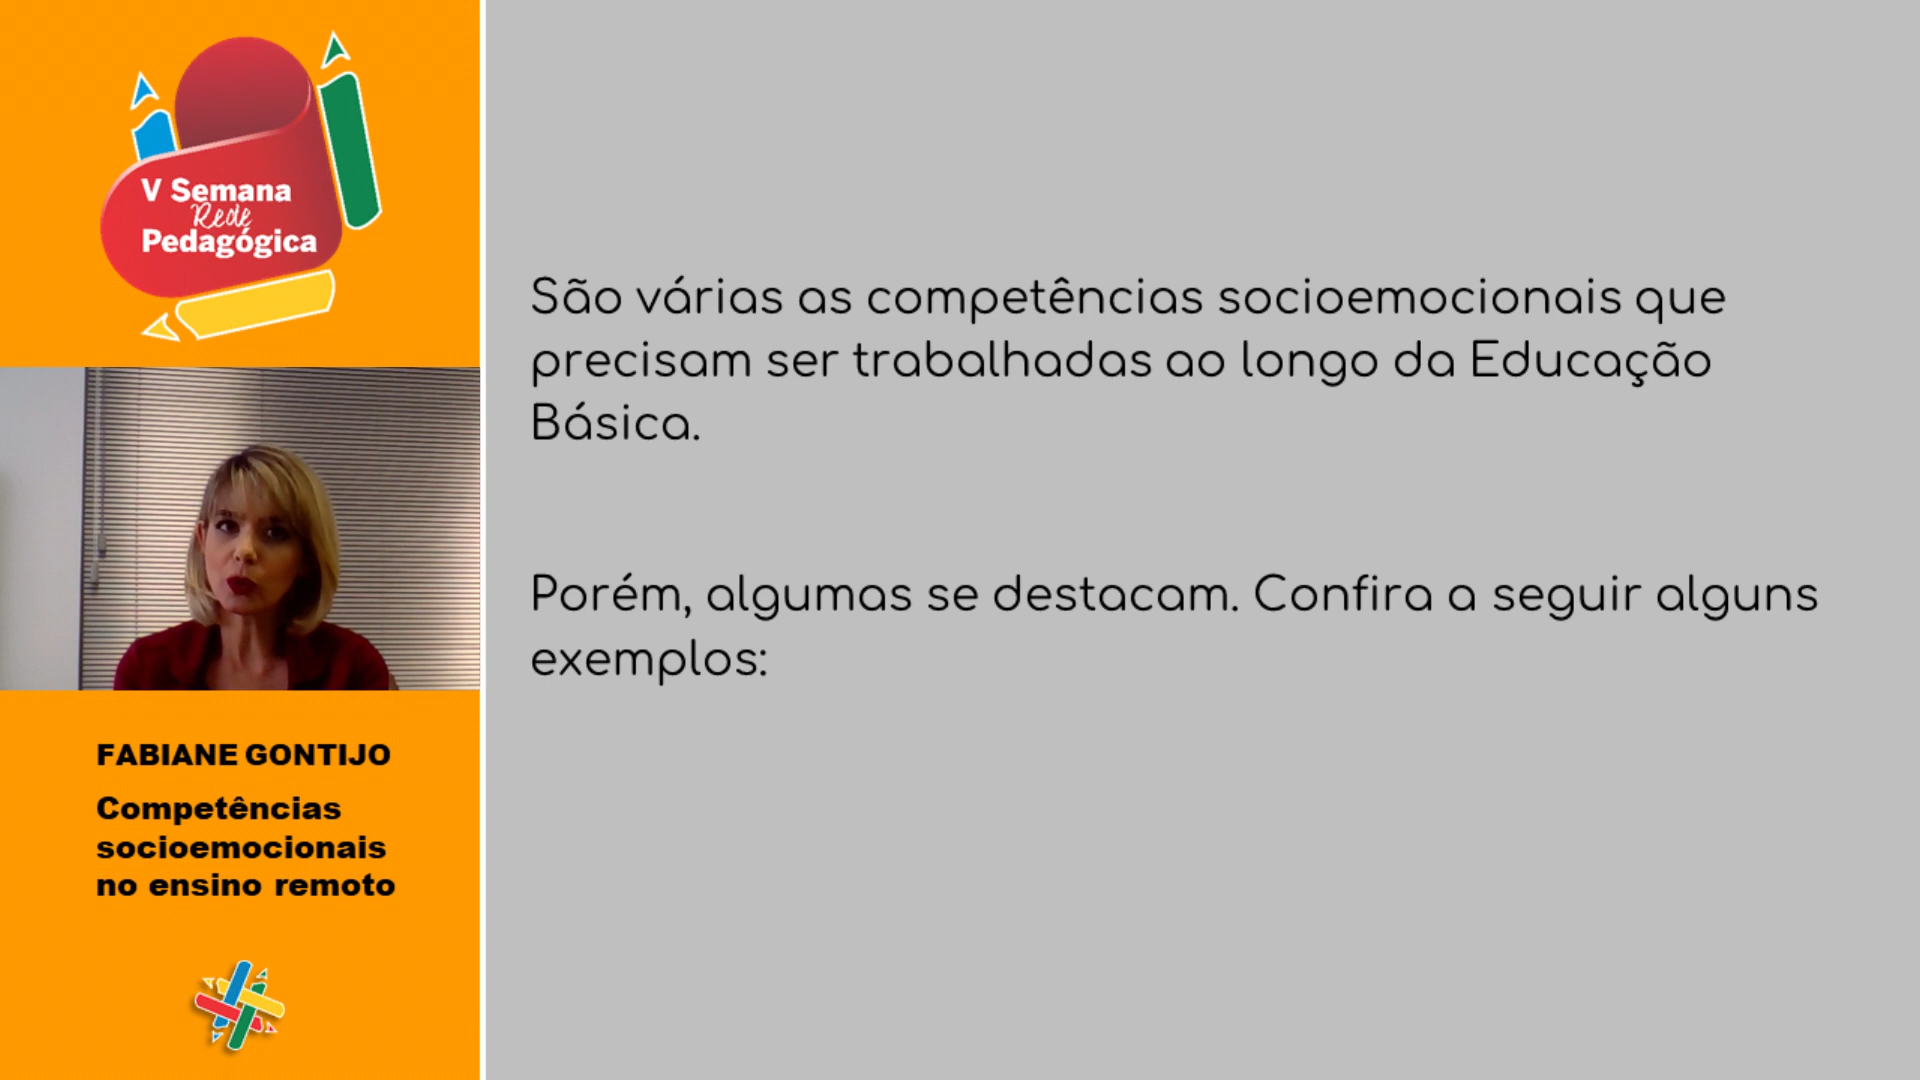 V Semana
Rede
Pedagógica
FABIANE GONTIJO
Competências
socioemocionais
no ensino remoto
São várias as competências socioemocionais que
precisam ser trabalhadas ao longo da Educação
Básica.
Porém, algumas se destacam. Confira a seguir alguns
exemplos: